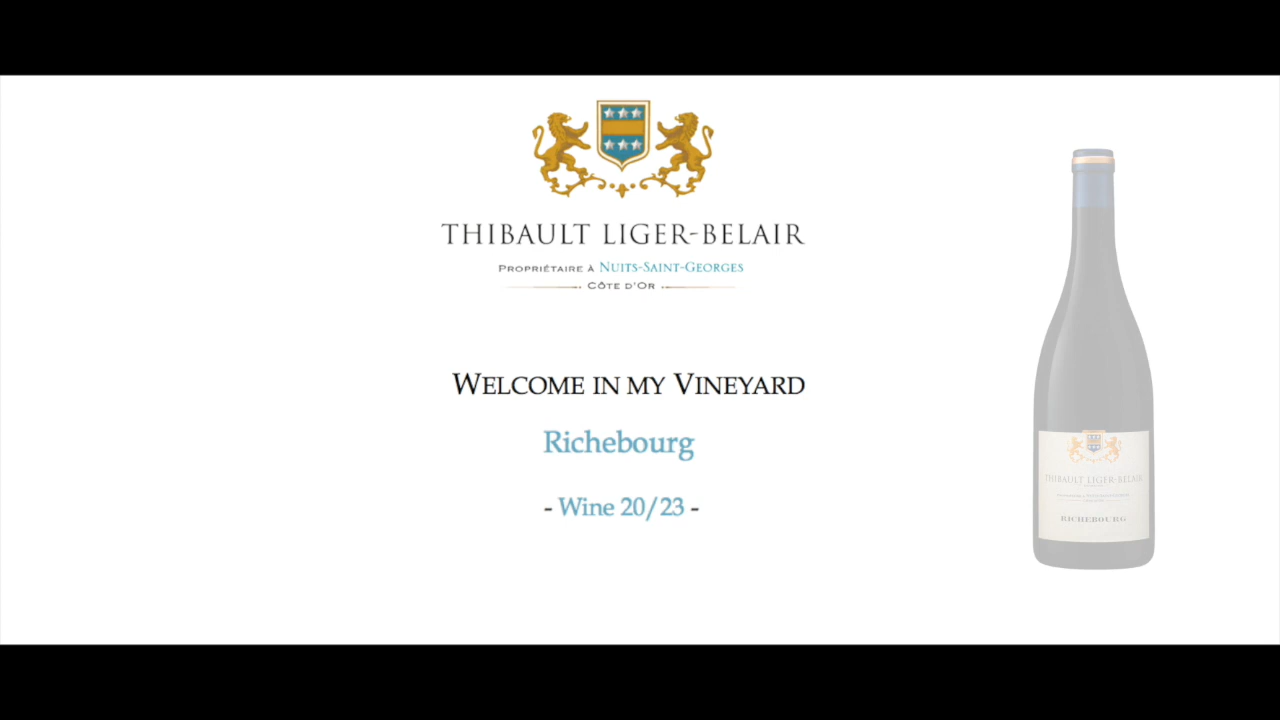 THIBAULT LIGER-BELAIR
PROPRIÉTAIRE À NUITS-SAINT-GEORGES
CÔTE D'OR
WELCOME IN MY VINEYARD
Richebourg
- Wine 20/23 -
THIBAULT LIGER-BELAIR
RICHEBOURG